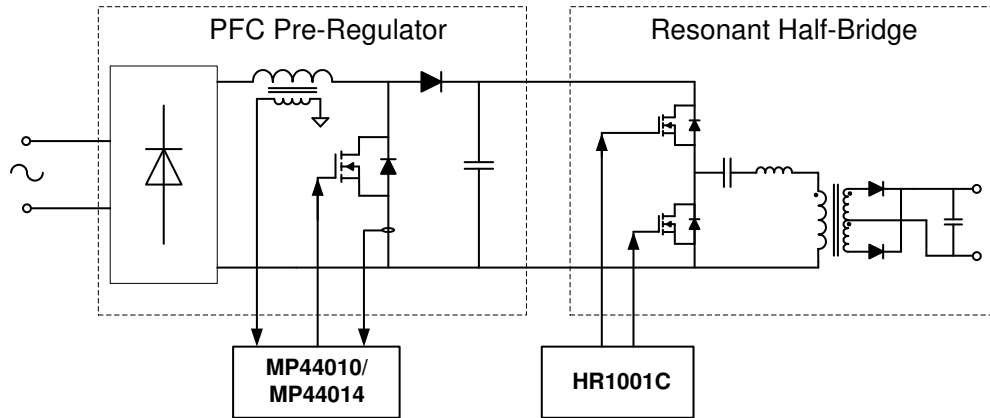 PFC Pre-Regulator
Resonant Half-Bridge
MP44010/
MP44014
HR1001C